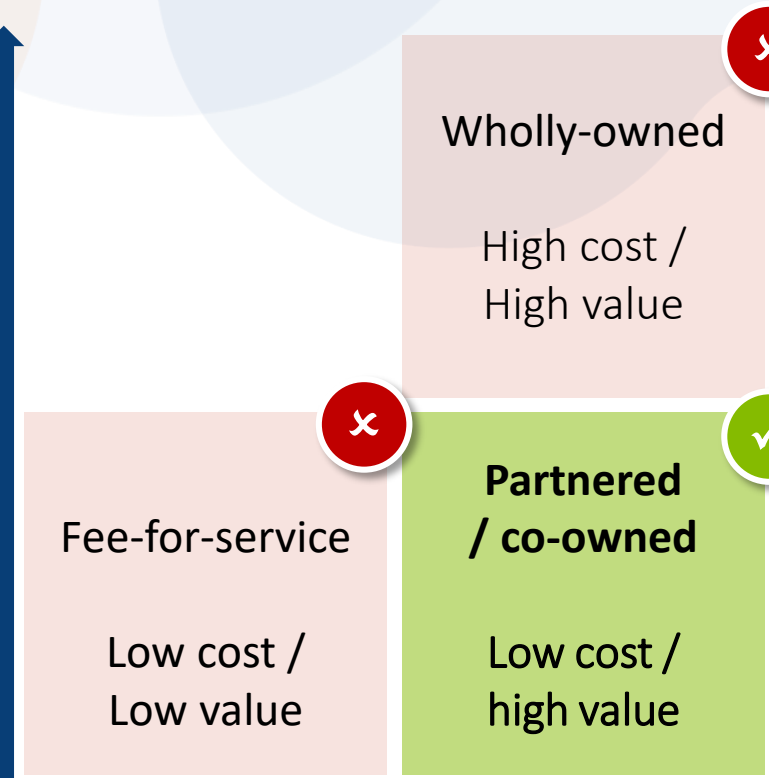 Wholly-owned
High cost /
High value
Fee-for-service
Low cost /
Low value
Partnered
/ co-owned
Low cost /
high value